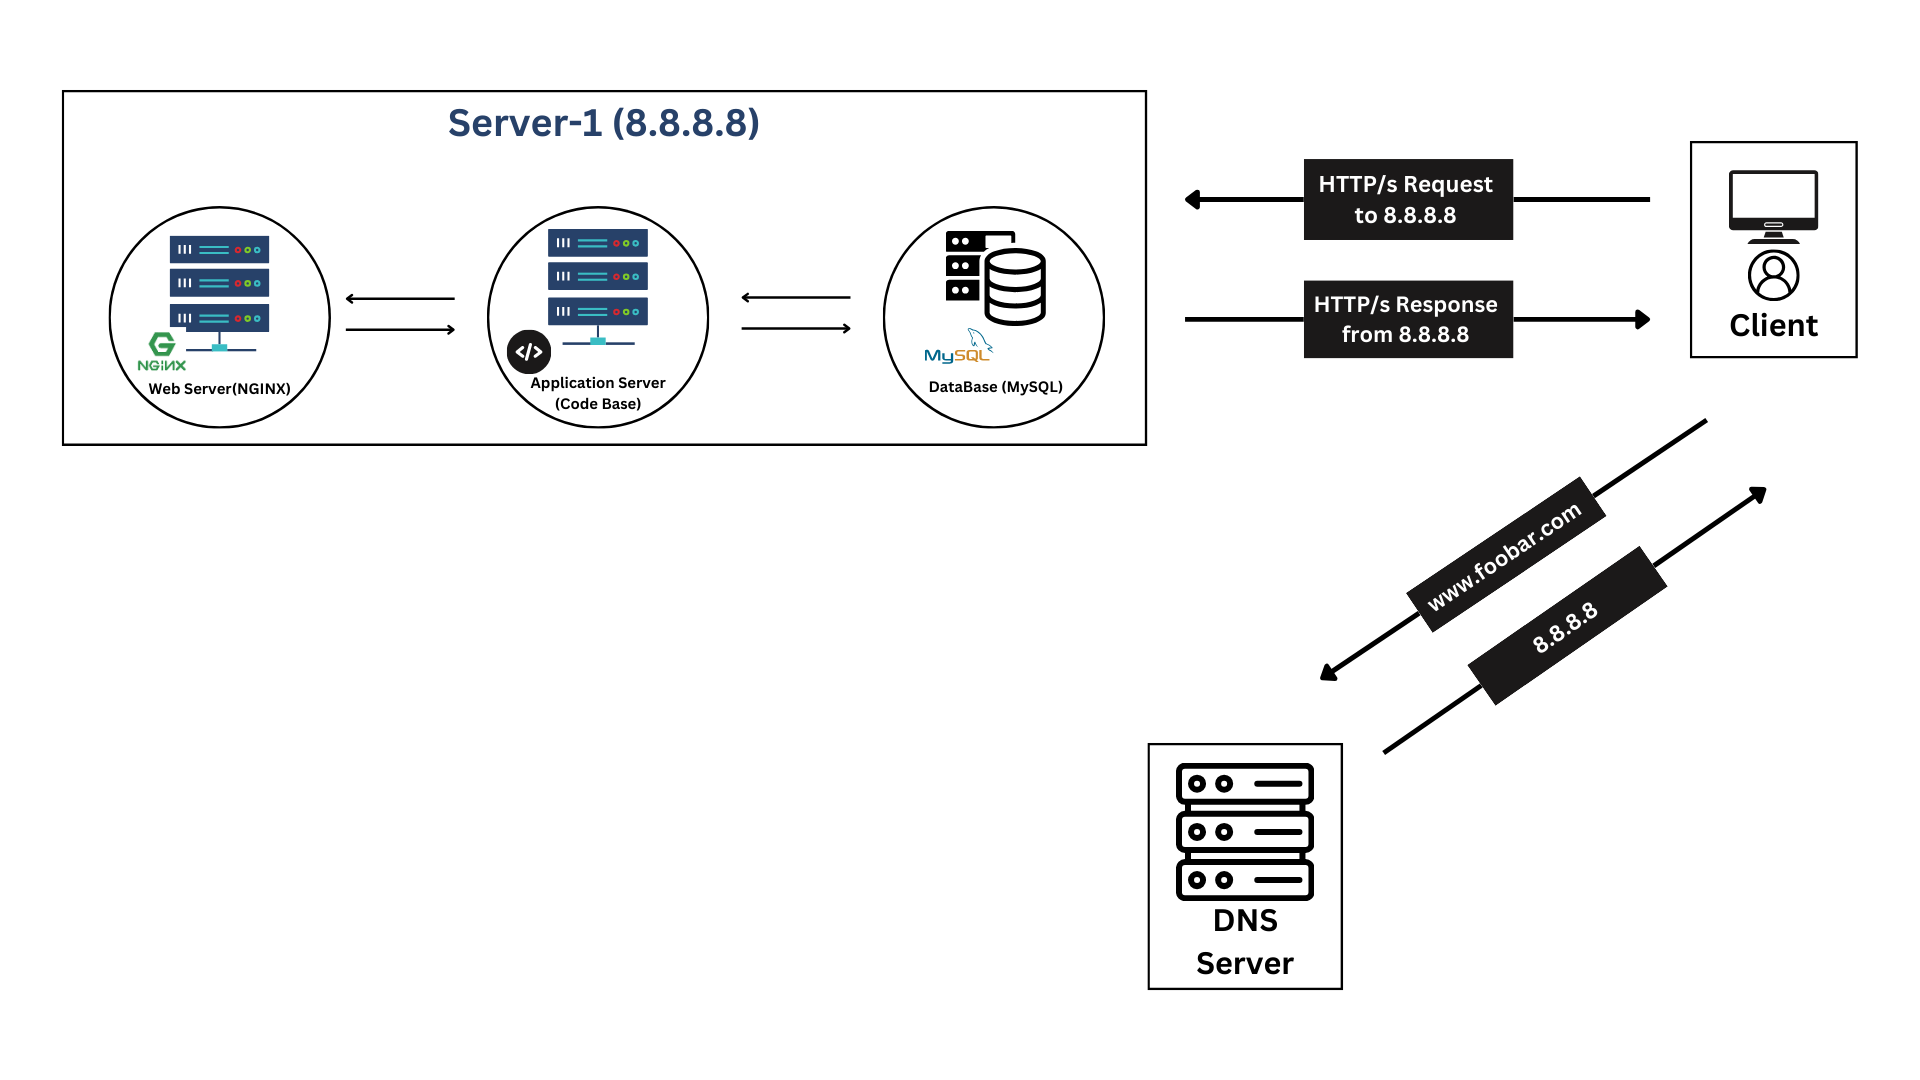 Server-1 (8.8.8.8)
NGiNX
Web Server(NGINX)
</>
Application Server
(Code Base)
MySQL
DataBase (MySQL)
HTTP/s Request
to 8.8.8.8
HTTP/s Response
from 8.8.8.8
Client
www.foobar.com
8.8.8.8
DNS
Server